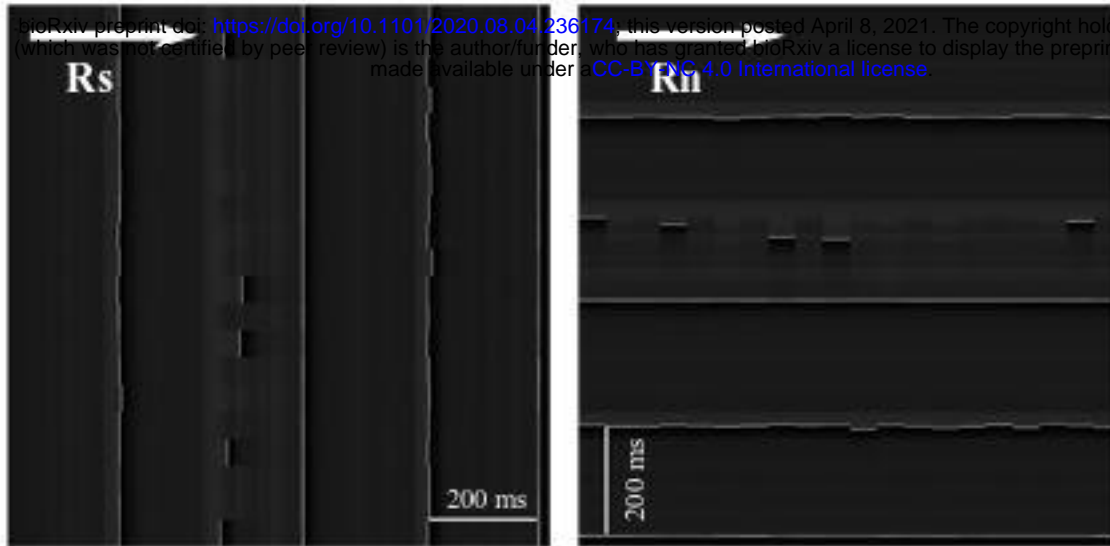 bioRxiv preprint doi: https://doi.org/10.1101/2020.08.04.236174; this version posted April 8, 2021. The copyright hol
(which was not certified by peer review) is the author/funder, who has granted bioRxiv a license to display the preprin
made available under aCC-BY-NC 4.0 International license.
Rs
Rn
200 ms
200 ms